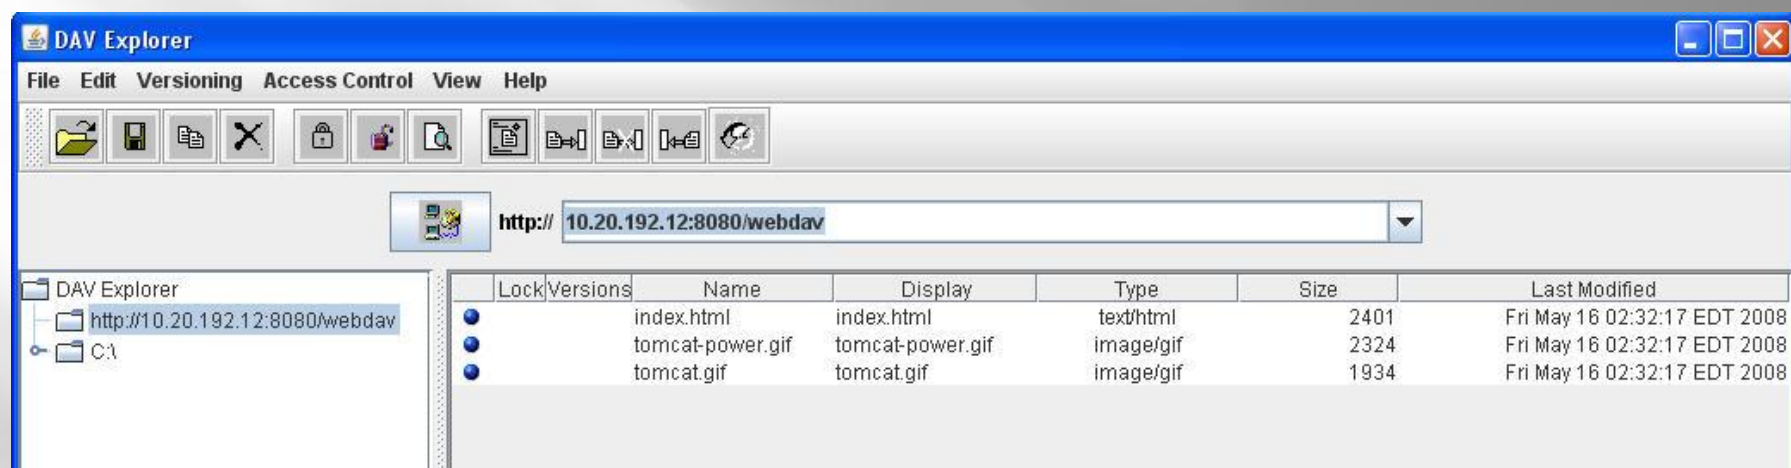 DAV Explorer
File Edit Versioning Access Control View Help
http:// 10.20.192.12:8080/webdav
DAV Explorer
http://10.20.192.12:8080/webdav
C:\
Lock Versions Name Display Type Size Last Modified
index.html index.html text/html 2401 Fri May 16 02:32:17 EDT 2008
tomcat-power.gif tomcat-power.gif image/gif 2324 Fri May 16 02:32:17 EDT 2008
tomcat.gif tomcat.gif image/gif 1934 Fri May 16 02:32:17 EDT 2008